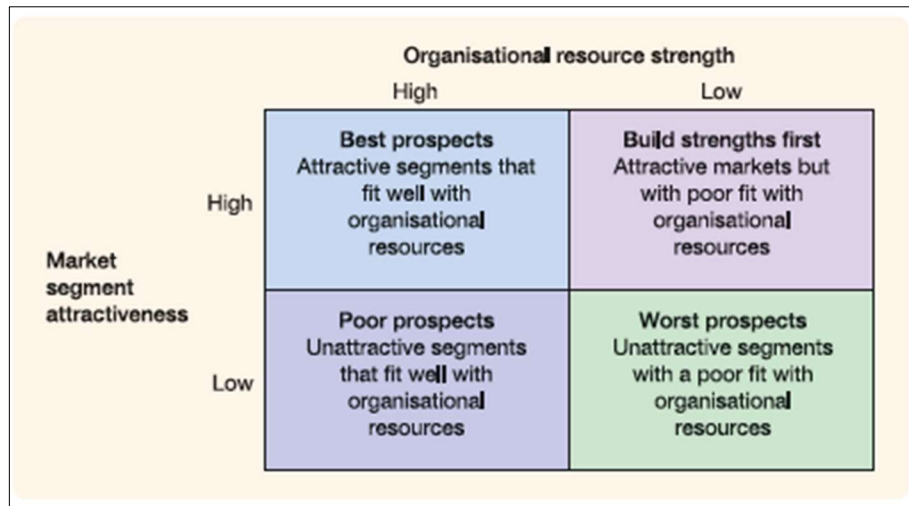 Organisational resource strength
High
Low
High
Best prospects
Attractive segments that
fit well with
organisational
resources
Build strengths first
Attractive markets but
with poor fit with
organisational
resources
Market
segment
attractiveness
Low
Poor prospects
Unattractive segments
that fit well with
organisational
resources
Worst prospects
Unattractive segments
with a poor fit with
organisational
resources